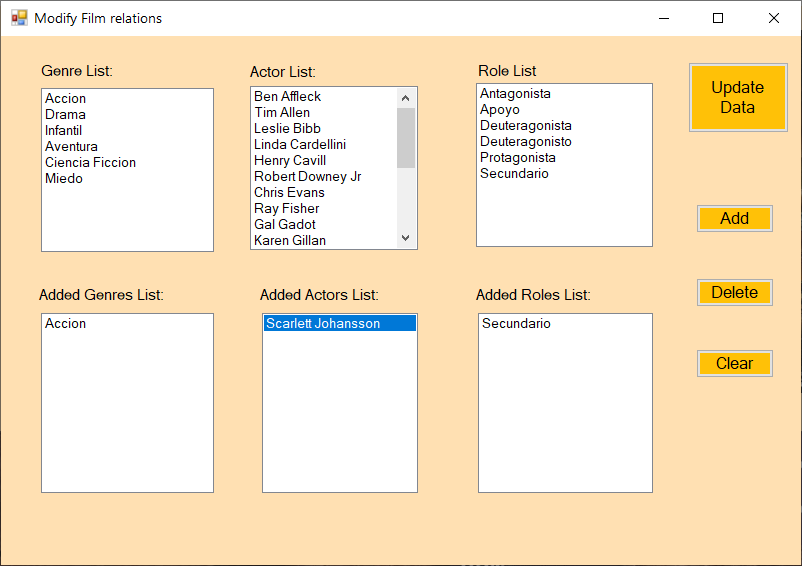 Modify Film relations
Genre List:
Accion
Drama
Infantil
Aventura
Ciencia Ficcion
Miedo
Actor List:
Ben Affleck
Tim Allen
Leslie Bibb
Linda Cardellini
Henry Cavill
Robert Downey Jr
Chris Evans
Ray Fisher
Gal Gadot
Karen Gillan
Role List
Antagonista
Apoyo
Deuteragonista
Deuteragonisto
Protagonista
Secundario
Update
Data
Add
Delete
Clear
Added Genres List:
Accion
Added Actors List:
Scarlett Johansson
Added Roles List:
Secundario